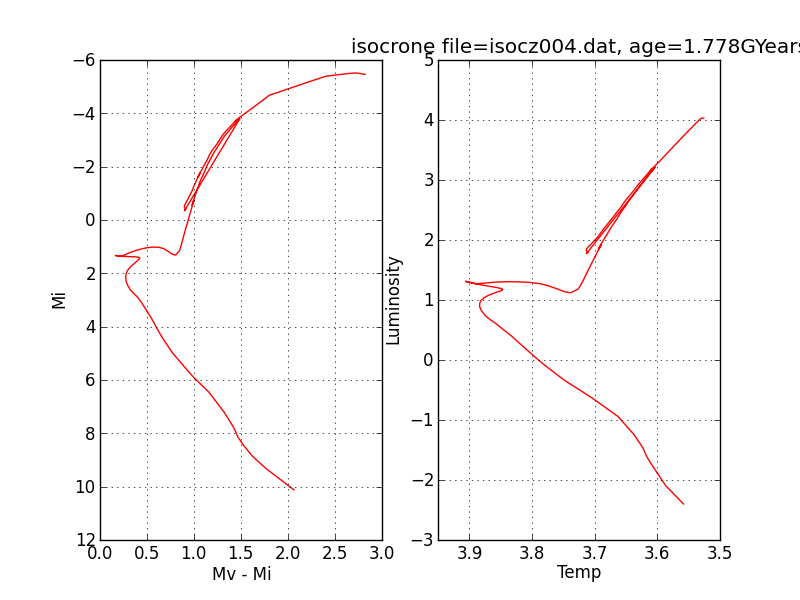 isocrone file=isocz004.dat, age=1.778GYears
−6
−4
−2
0
2
4
6
8
10
12
Mi
0.0 0.5 1.0 1.5 2.0 2.5 3.0
Mv - Mi
5
4
3
2
1
0
−1
−2
−3
Luminosity
3.9 3.8 3.7 3.6 3.5
Temp